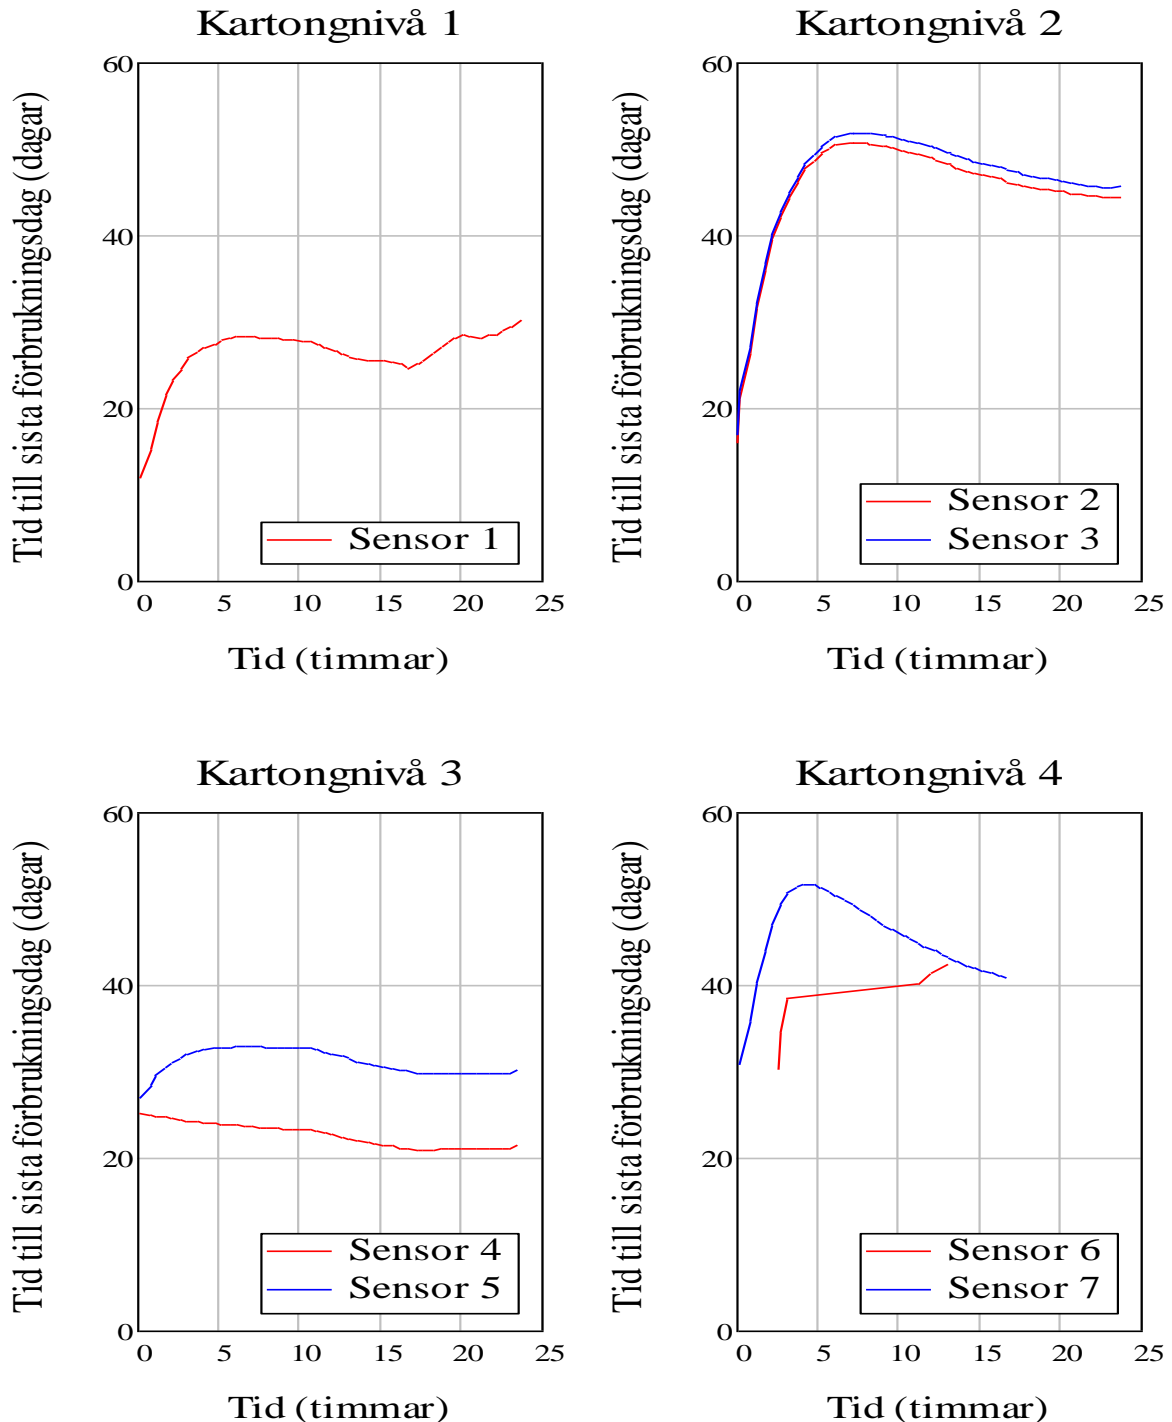 Kartongnivå 1
Tid till sista förbrukningsdag (dagar)
60
40
20
0
Sensor 1
0 5 10 15 20 25
Tid (timmar)
Kartongnivå 2
Tid till sista förbrukningsdag (dagar)
60
40
20
0
Sensor 2
Sensor 3
0 5 10 15 20 25
Tid (timmar)
Kartongnivå 3
Tid till sista förbrukningsdag (dagar)
60
40
20
0
Sensor 4
Sensor 5
0 5 10 15 20 25
Tid (timmar)
Kartongnivå 4
Tid till sista förbrukningsdag (dagar)
60
40
20
0
Sensor 6
Sensor 7
0 5 10 15 20 25
Tid (timmar)